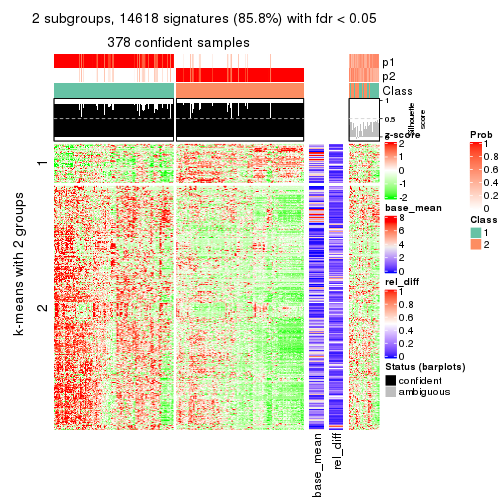 2 subgroups, 14618 signatures (85.8%) with fdr < 0.05
378 confident samples
p1
p2
Class
1
0.5
0
Silhouette
score
k-means with 2 groups
1
2
base_mean
rel_diff
z-score
2
1
0
-1
-2
base_mean
8
6
4
2
0
rel_diff
1
0.8
0.6
0.4
0.2
0
Status (barplots)
confident
ambiguous
Prob
1
0.8
0.6
0.4
0.2
0
Class
1
2